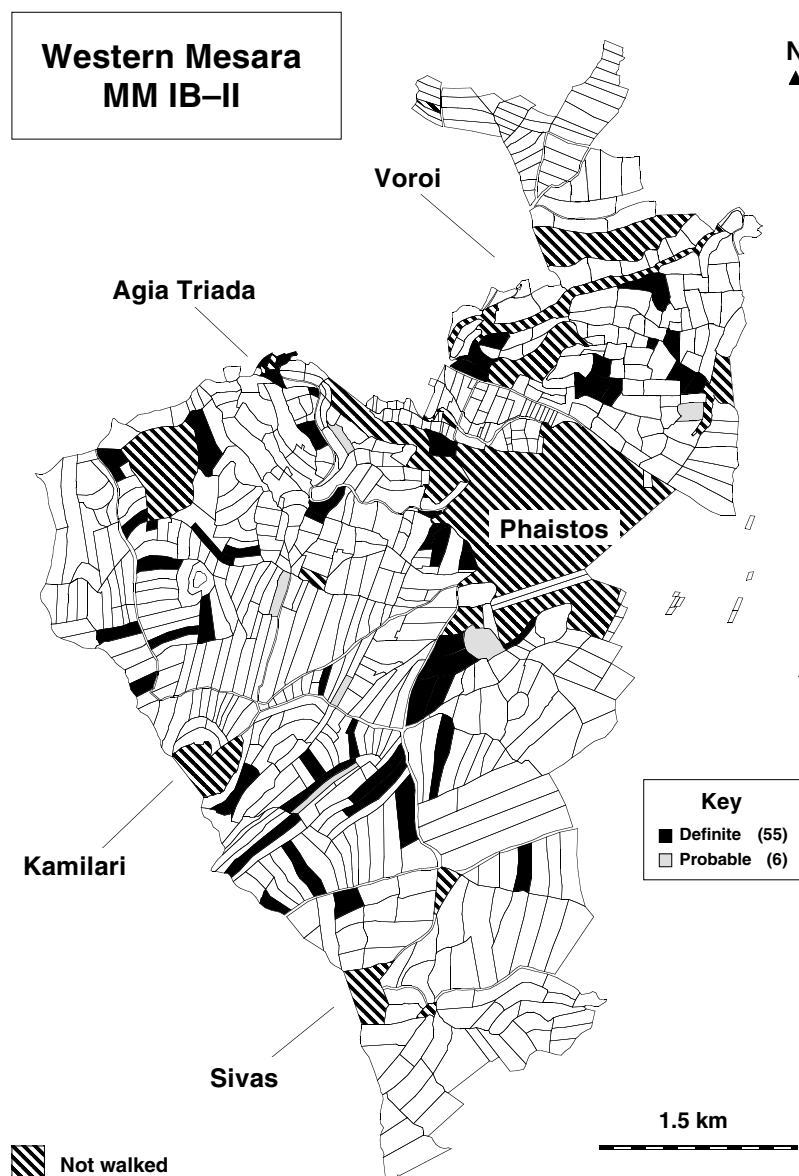 Western Mesara
MM IB–II
N
Voroi
Agia Triada
Phaistos
Kamilari
Key
Definite (55)
Probable (6)
Sivas
1.5 km
Not walked